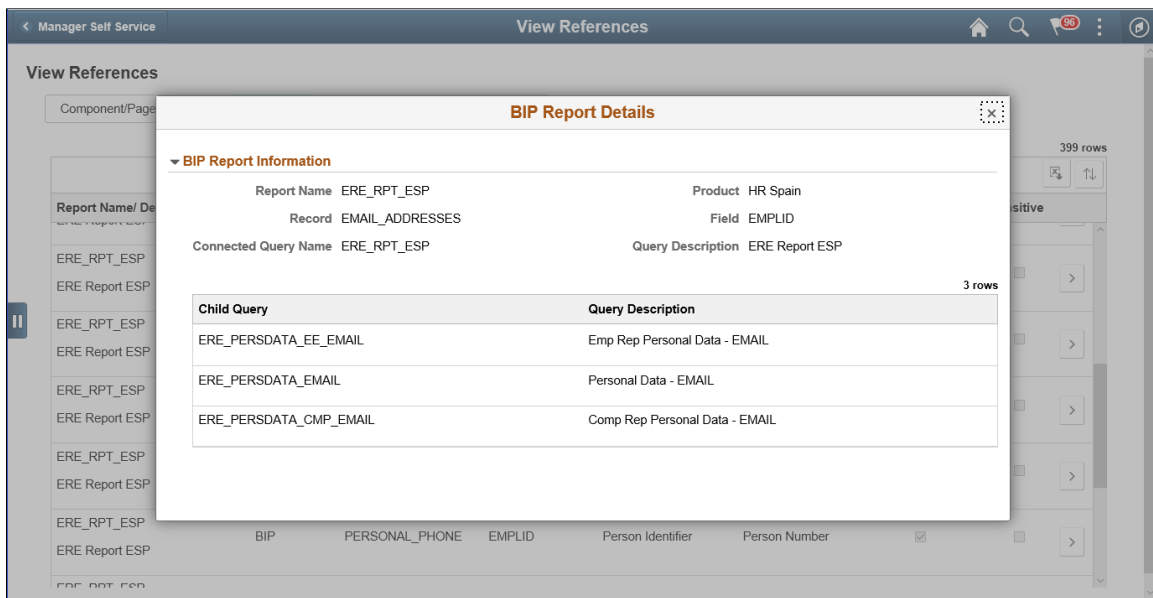 Manager Self Service
View References
96
View References
Component/Page
BIP Report Details
399 rows
BIP Report Information
Report Name ERE_RPT_ESP Product HR Spain
Record EMAIL_ADDRESSES Field EMPLID
Connected Query Name ERE_RPT_ESP Query Description ERE Report ESP
3 rows
Child Query Query Description
ERE_PERSDATA_EE_EMAIL Emp Rep Personal Data - EMAIL
ERE_PERSDATA_EMAIL Personal Data - EMAIL
ERE_PERSDATA_CMP_EMAIL Comp Rep Personal Data - EMAIL
Report Name/ De sitive
ERE_RPT_ESP
ERE Report ESP
ERE_RPT_ESP
ERE Report ESP
ERE_RPT_ESP
ERE Report ESP
ERE_RPT_ESP
ERE Report ESP
ERE_RPT_ESP
BIP PERSONAL_PHONE EMPLID Person Identifier Person Number
ERE Report ESP